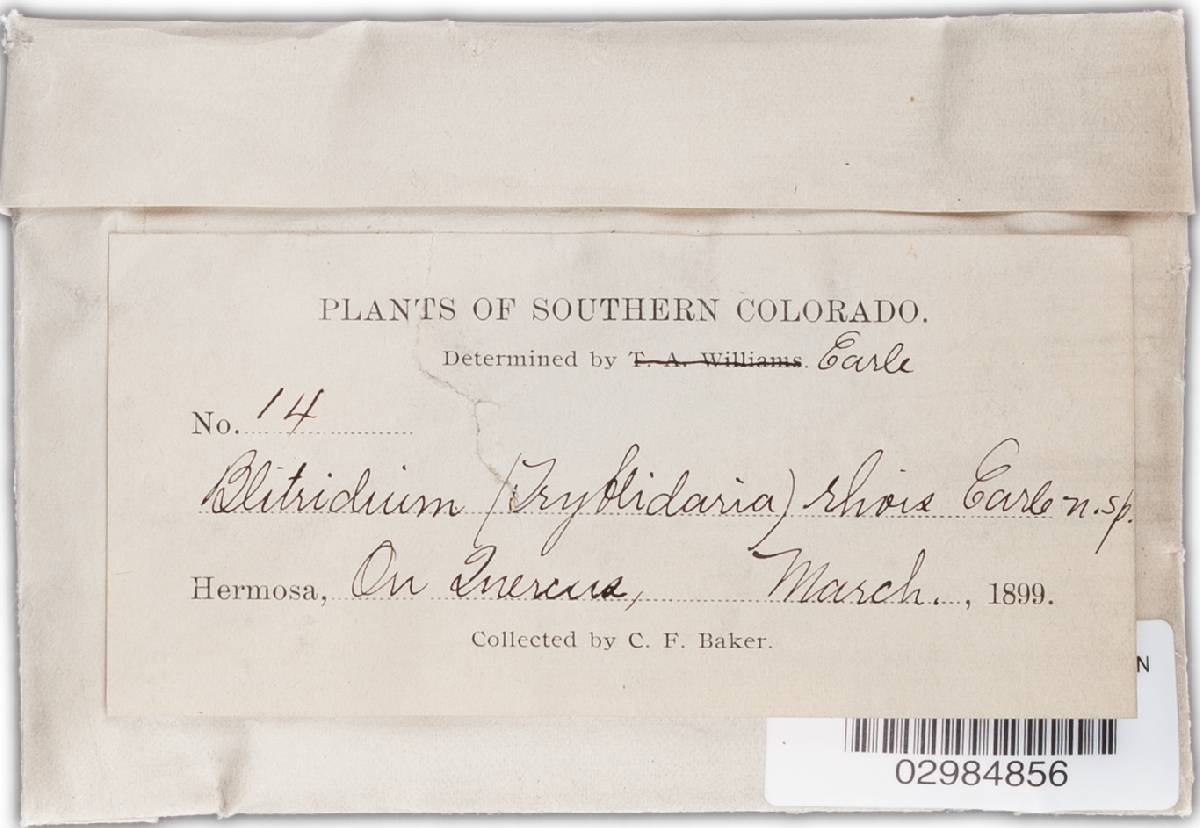 PLANTS OF SOUTHERN COLORADO.
Determined by T. A. Williams. Earle
No. 14
Blitridium (Tryblidaria) rhois Earle n. sp.
Hermosa, On Quercus, March. , 1899.
Collected by C. F. Baker.
N
02984856